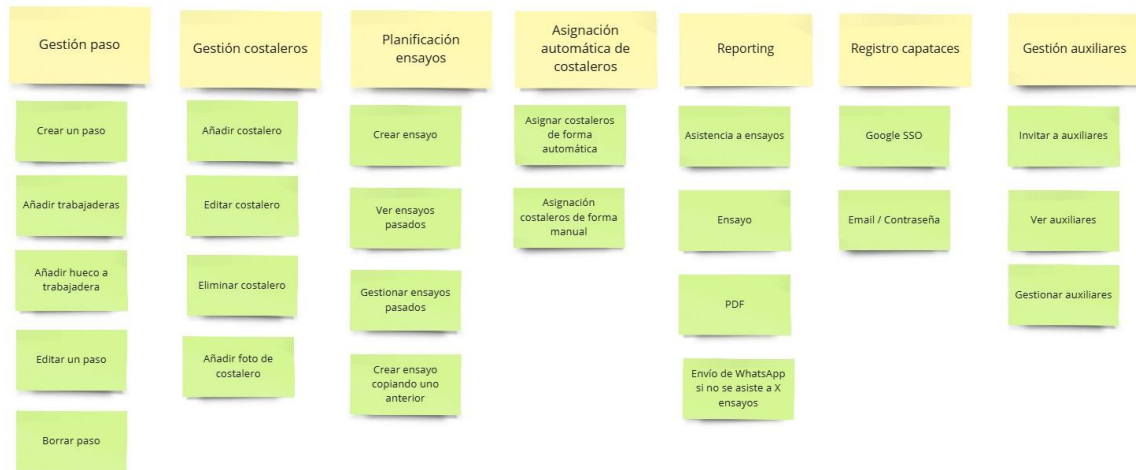 Gestión paso
Gestión costaleros
Planificación
ensayos
Asignación
automática de
costaleros
Reporting
Registro capataces
Gestión auxiliares
Crear un paso
Añadir trabajaderas
Añadir hueco a
trabajadera
Editar un paso
Borrar paso
Añadir costalero
Editar costalero
Eliminar costalero
Añadir foto de
costalero
Crear ensayo
Ver ensayos
pasados
Gestionar ensayos
pasados
Crear ensayo
copiando uno
anterior
Asignar costaleros
de forma
automática
Asignación
costaleros de forma
manual
Asistencia a ensayos
Ensayo
PDF
Envío de WhatsApp
si no se asiste a X
ensayos
Google SSO
Email / Contraseña
Invitar a auxiliares
Ver auxiliares
Gestionar auxiliares